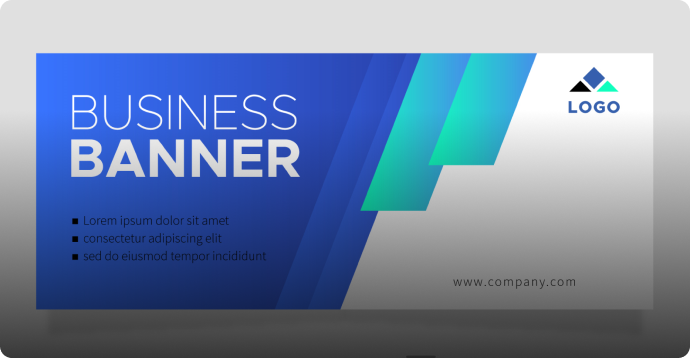 BUSINESS
BANNER
■ Lorem ipsum dolor sit amet
■ consectetur adipiscing elit
■ sed do eiusmod tempor incididunt
LOGO
www.company.com